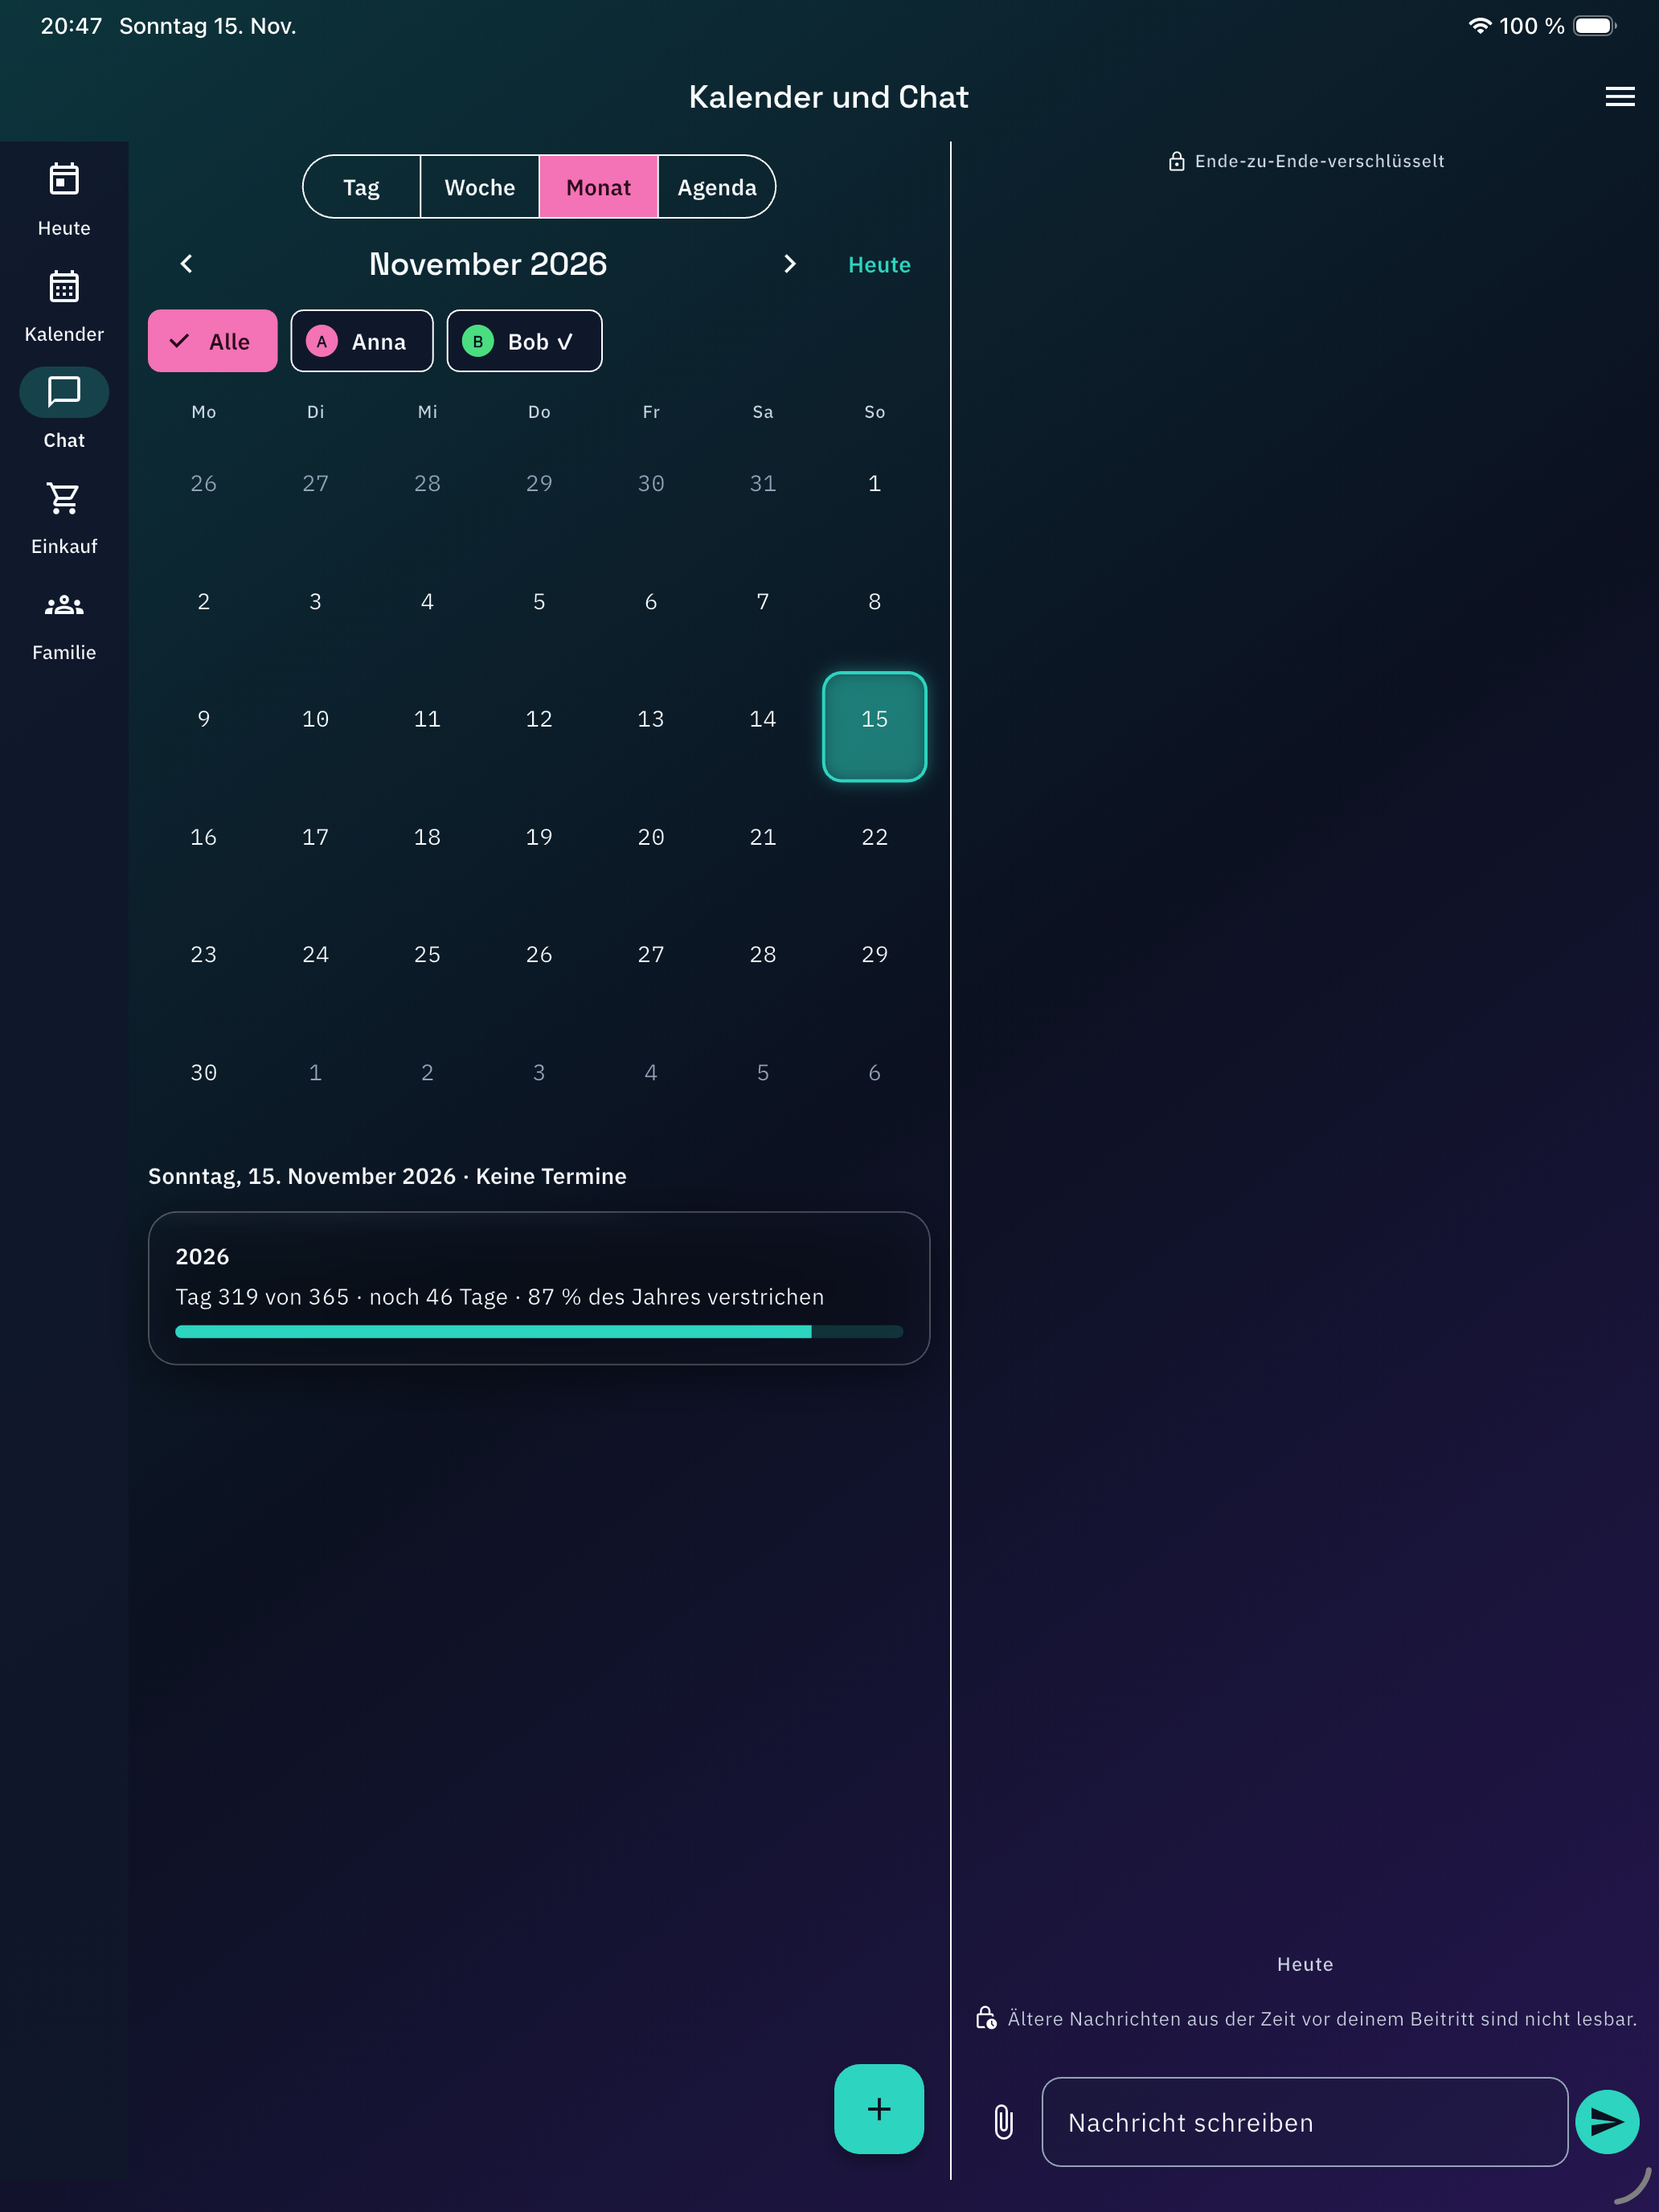 20:47 Sonntag 15. Nov.
100 %
Kalender und Chat
Heute
Kalender
Chat
Einkauf
Familie
Tag Woche Monat Agenda
November 2026 Heute
Alle A Anna B Bob ✓
Mo Di Mi Do Fr Sa So
26 27 28 29 30 31 1
2 3 4 5 6 7 8
9 10 11 12 13 14 15
16 17 18 19 20 21 22
23 24 25 26 27 28 29
30 1 2 3 4 5 6
Sonntag, 15. November 2026 · Keine Termine
2026
Tag 319 von 365 · noch 46 Tage · 87 % des Jahres verstrichen
+
Ende-zu-Ende-verschlüsselt
Heute
Ältere Nachrichten aus der Zeit vor deinem Beitritt sind nicht lesbar.
Nachricht schreiben